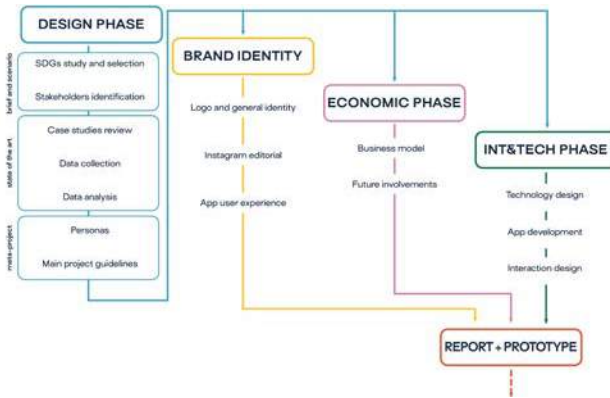 DESIGN PHASE
brief and scenario
SDGs study and selection
Stakeholders identification
state of the art
Case studies review
Data collection
Data analysis
meta-project
Personas
Main project guidelines
BRAND IDENTITY
Logo and general identity
Instagram editorial
App user experience
ECONOMIC PHASE
Business model
Future involvements
INT&TECH PHASE
Technology design
App development
Interaction design
REPORT + PROTOTYPE